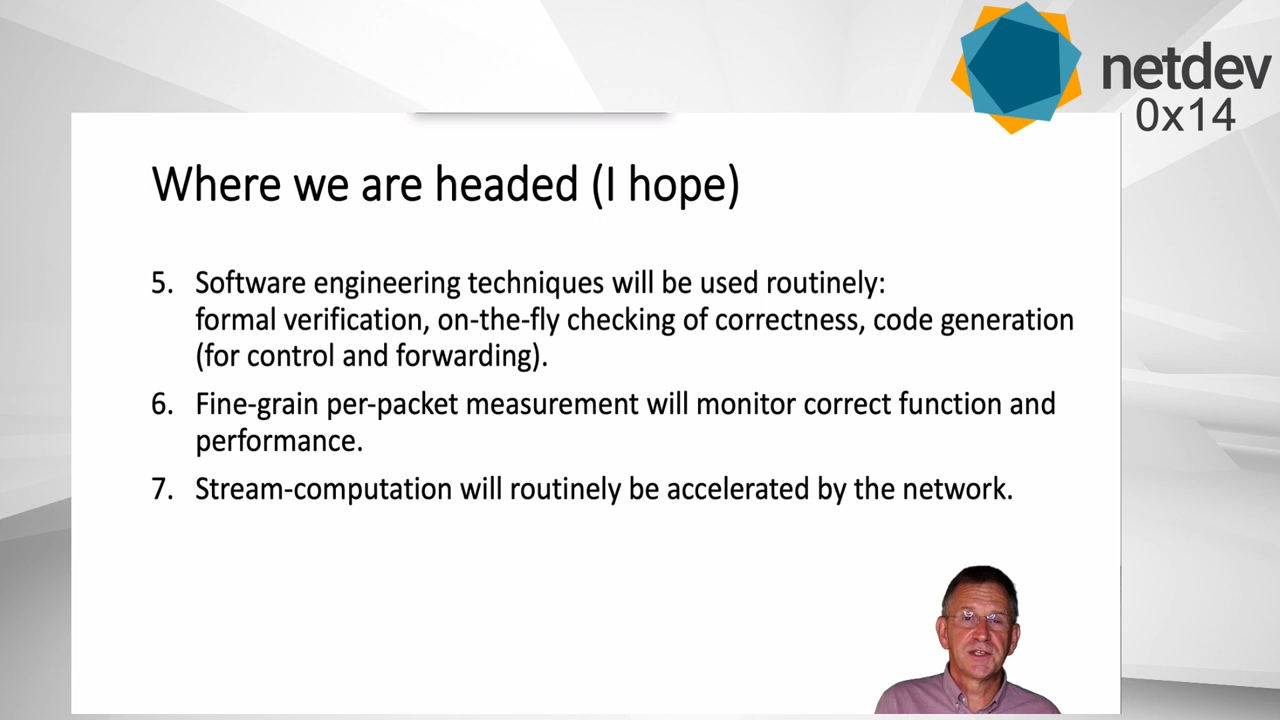 netdev
0x14
Where we are headed (I hope)
5. Software engineering techniques will be used routinely:
formal verification, on-the-fly checking of correctness, code generation
(for control and forwarding).
6. Fine-grain per-packet measurement will monitor correct function and
performance.
7. Stream-computation will routinely be accelerated by the network.